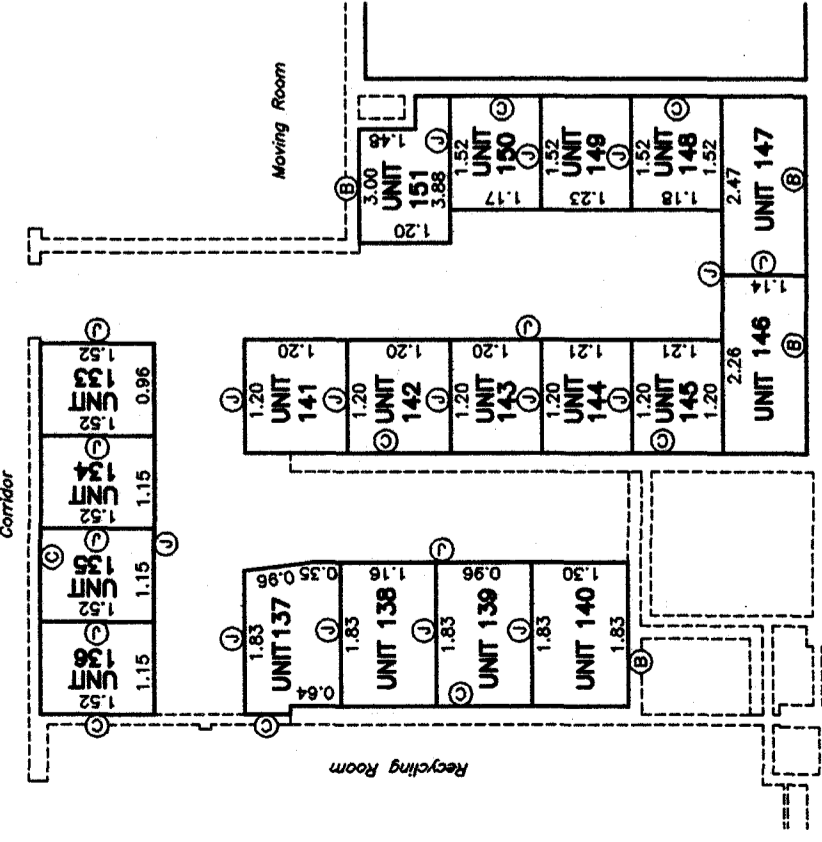 Moving Room
Corridor
Recycling Room
B
1.48
UNIT
151
3.00
3.88
1.20
J
C
1.52
UNIT
150
J
1.17
1.52
UNIT
149
J
1.23
C
1.52
UNIT
148
1.52
1.18
2.47
UNIT 147
B
J
J
1.14
2.26
UNIT 146
B
J
1.52
UNIT
133
1.52
0.96
J
UNIT
134
1.52
1.15
J
C
J
UNIT
135
1.52
1.15
J
UNIT
136
1.52
1.15
C
J
1.20
1.20
UNIT
141
1.20
1.20
UNIT
142
J
C
1.20
1.20
UNIT
143
J
J
1.21
1.20
UNIT
144
J
1.21
1.20
UNIT
145
1.20
C
J
0.96
0.35
1.83
UNIT 137
0.64
J
C
1.16
1.83
UNIT 138
J
J
0.96
1.83
UNIT 139
J
C
1.30
1.83
UNIT 140
1.83
B